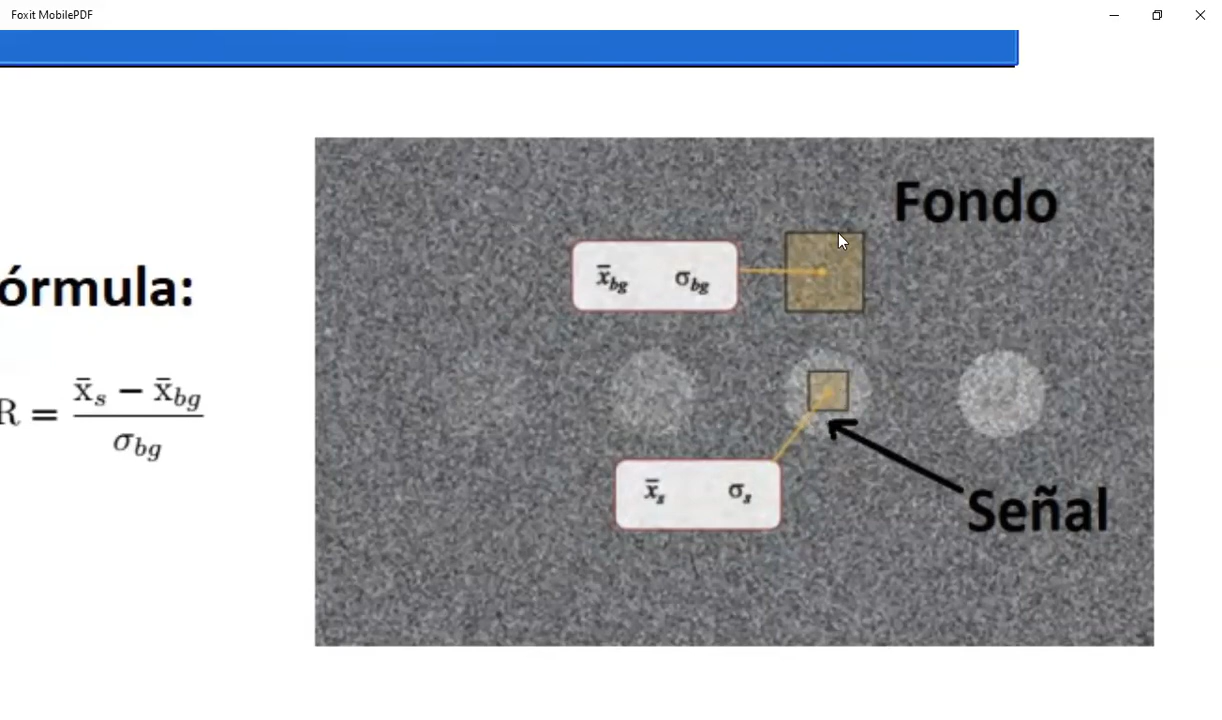 Foxit MobilePDF
Fondo
x̄bg σbg
órmula:
R = x̄s − x̄bg
σbg
x̄s σs
Señal